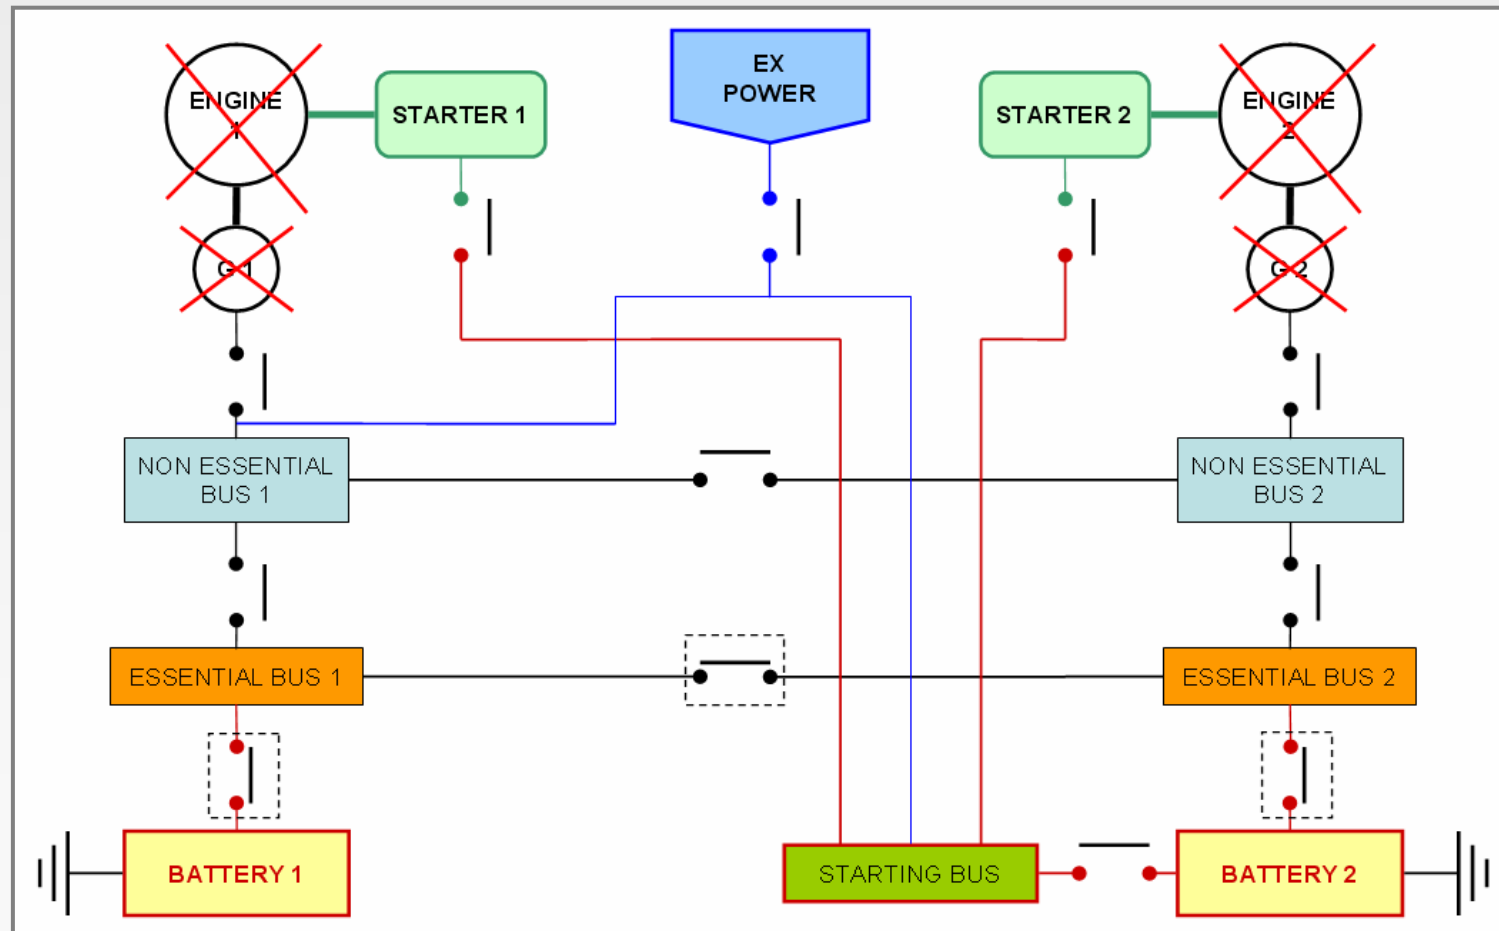 ENGINE
1
STARTER 1
EX
POWER
STARTER 2
ENGINE
2
G 1
G 2
NON ESSENTIAL
BUS 1
NON ESSENTIAL
BUS 2
ESSENTIAL BUS 1
ESSENTIAL BUS 2
BATTERY 1
STARTING BUS
BATTERY 2